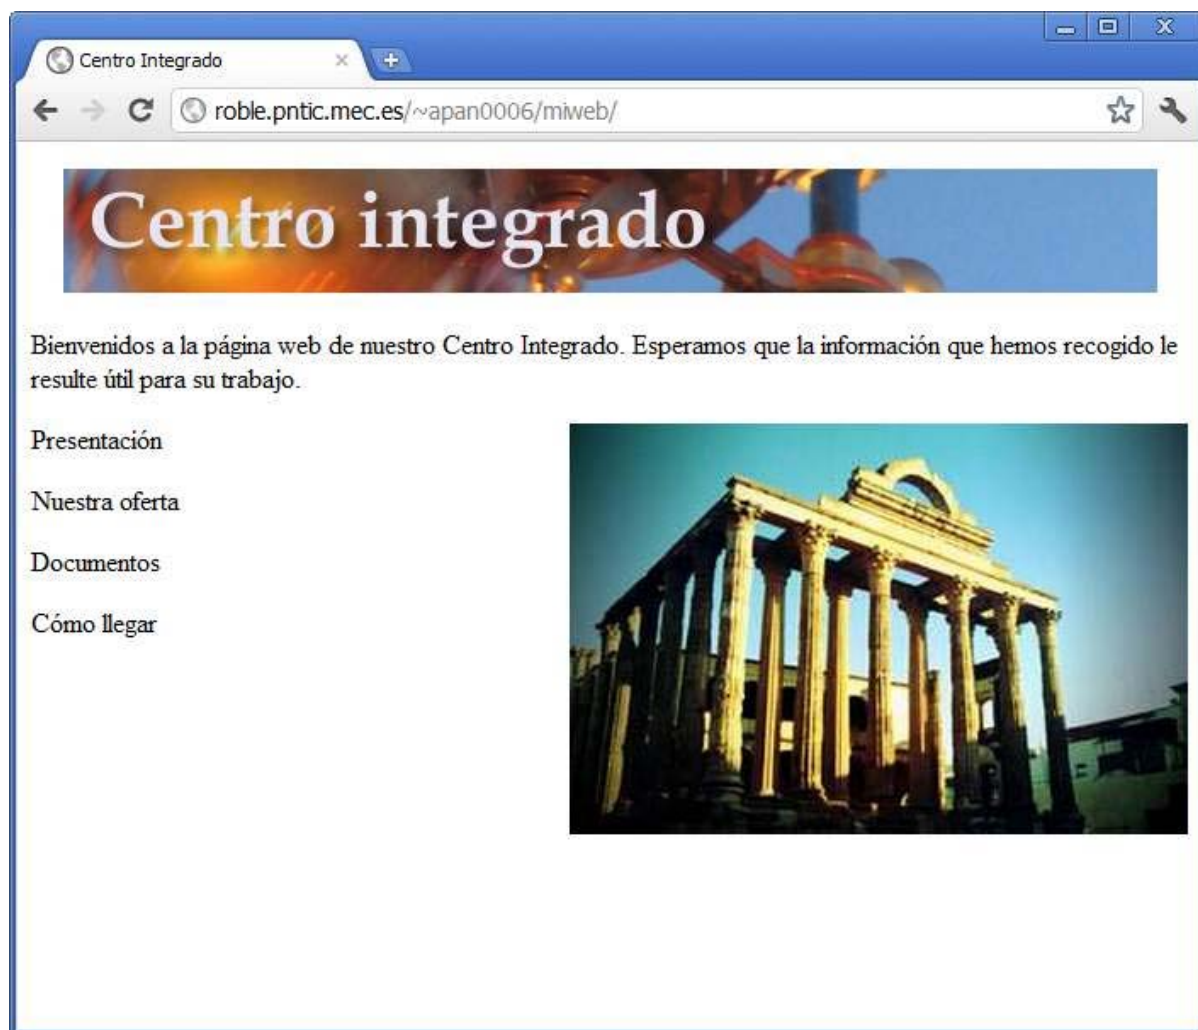 Centro Integrado
roble.pntic.mec.es/~apan0006/miweb/
Centro integrado
Bienvenidos a la página web de nuestro Centro Integrado. Esperamos que la información que hemos recogido le
resulte útil para su trabajo.
Presentación
Nuestra oferta
Documentos
Cómo llegar